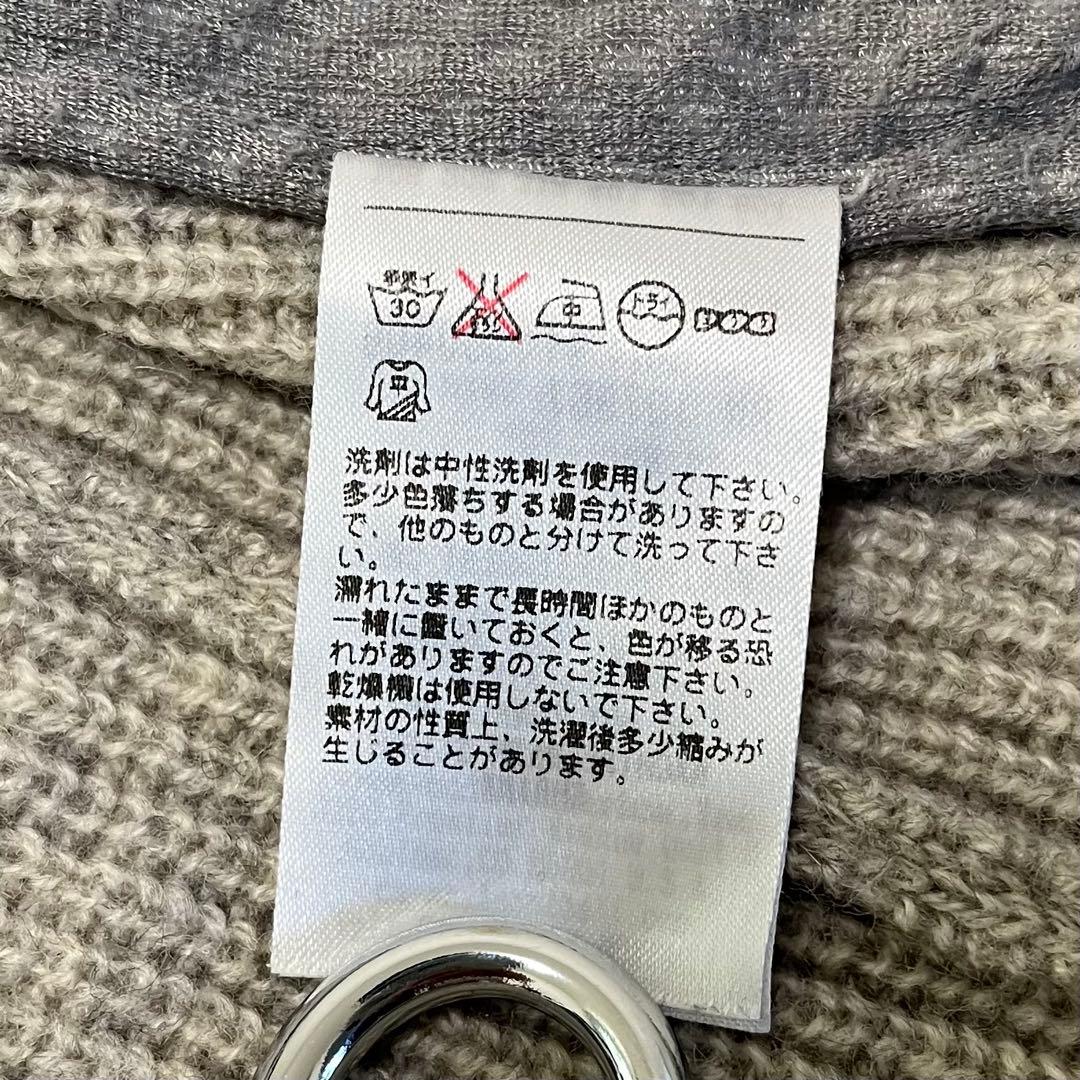 30
中
ドライ
中
洗剤は中性洗剤を使用して下さい。
多少色落ちする場合がありますの
で、他のものと分けて洗って下さ
い。
濡れたままで長時間ほかのものと
一緒に置いておくと、色が移る恐
れがありますのでご注意下さい。
乾燥機は使用しないで下さい。
素材の性質上、洗濯後多少縮みが
生じることがあります。